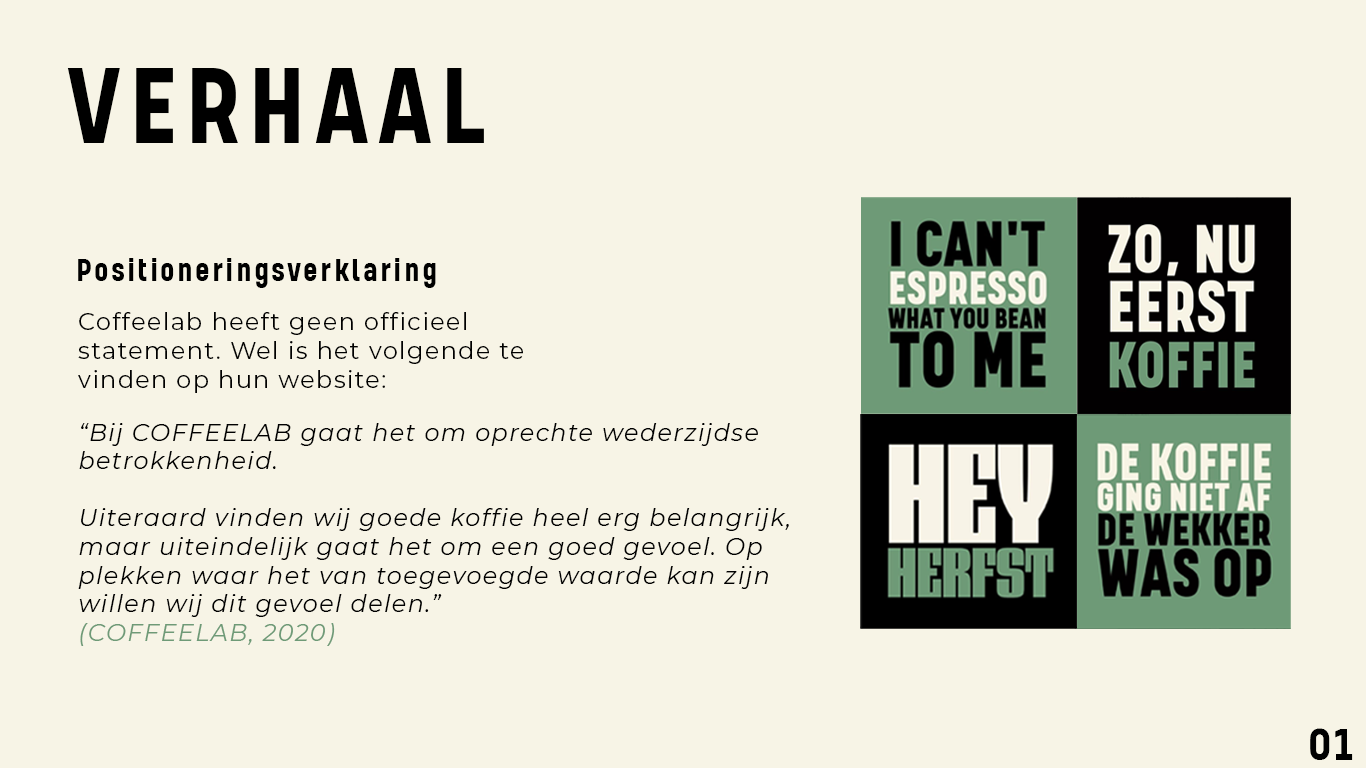 VERHAAL
Positioneringsverklaring
Coffeelab heeft geen officieel
statement. Wel is het volgende te
vinden op hun website:
“Bij COFFEELAB gaat het om oprechte wederzijdse
betrokkenheid.
Uiteraard vinden wij goede koffie heel erg belangrijk,
maar uiteindelijk gaat het om een goed gevoel. Op
plekken waar het van toegevoegde waarde kan zijn
willen wij dit gevoel delen.”
(COFFEELAB, 2020)
I CAN'T
ESPRESSO
WHAT YOU BEAN
TO ME
ZO, NU
EERST
KOFFIE
HEY
HERFST
DE KOFFIE
GING NIET AF
DE WEKKER
WAS OP
01